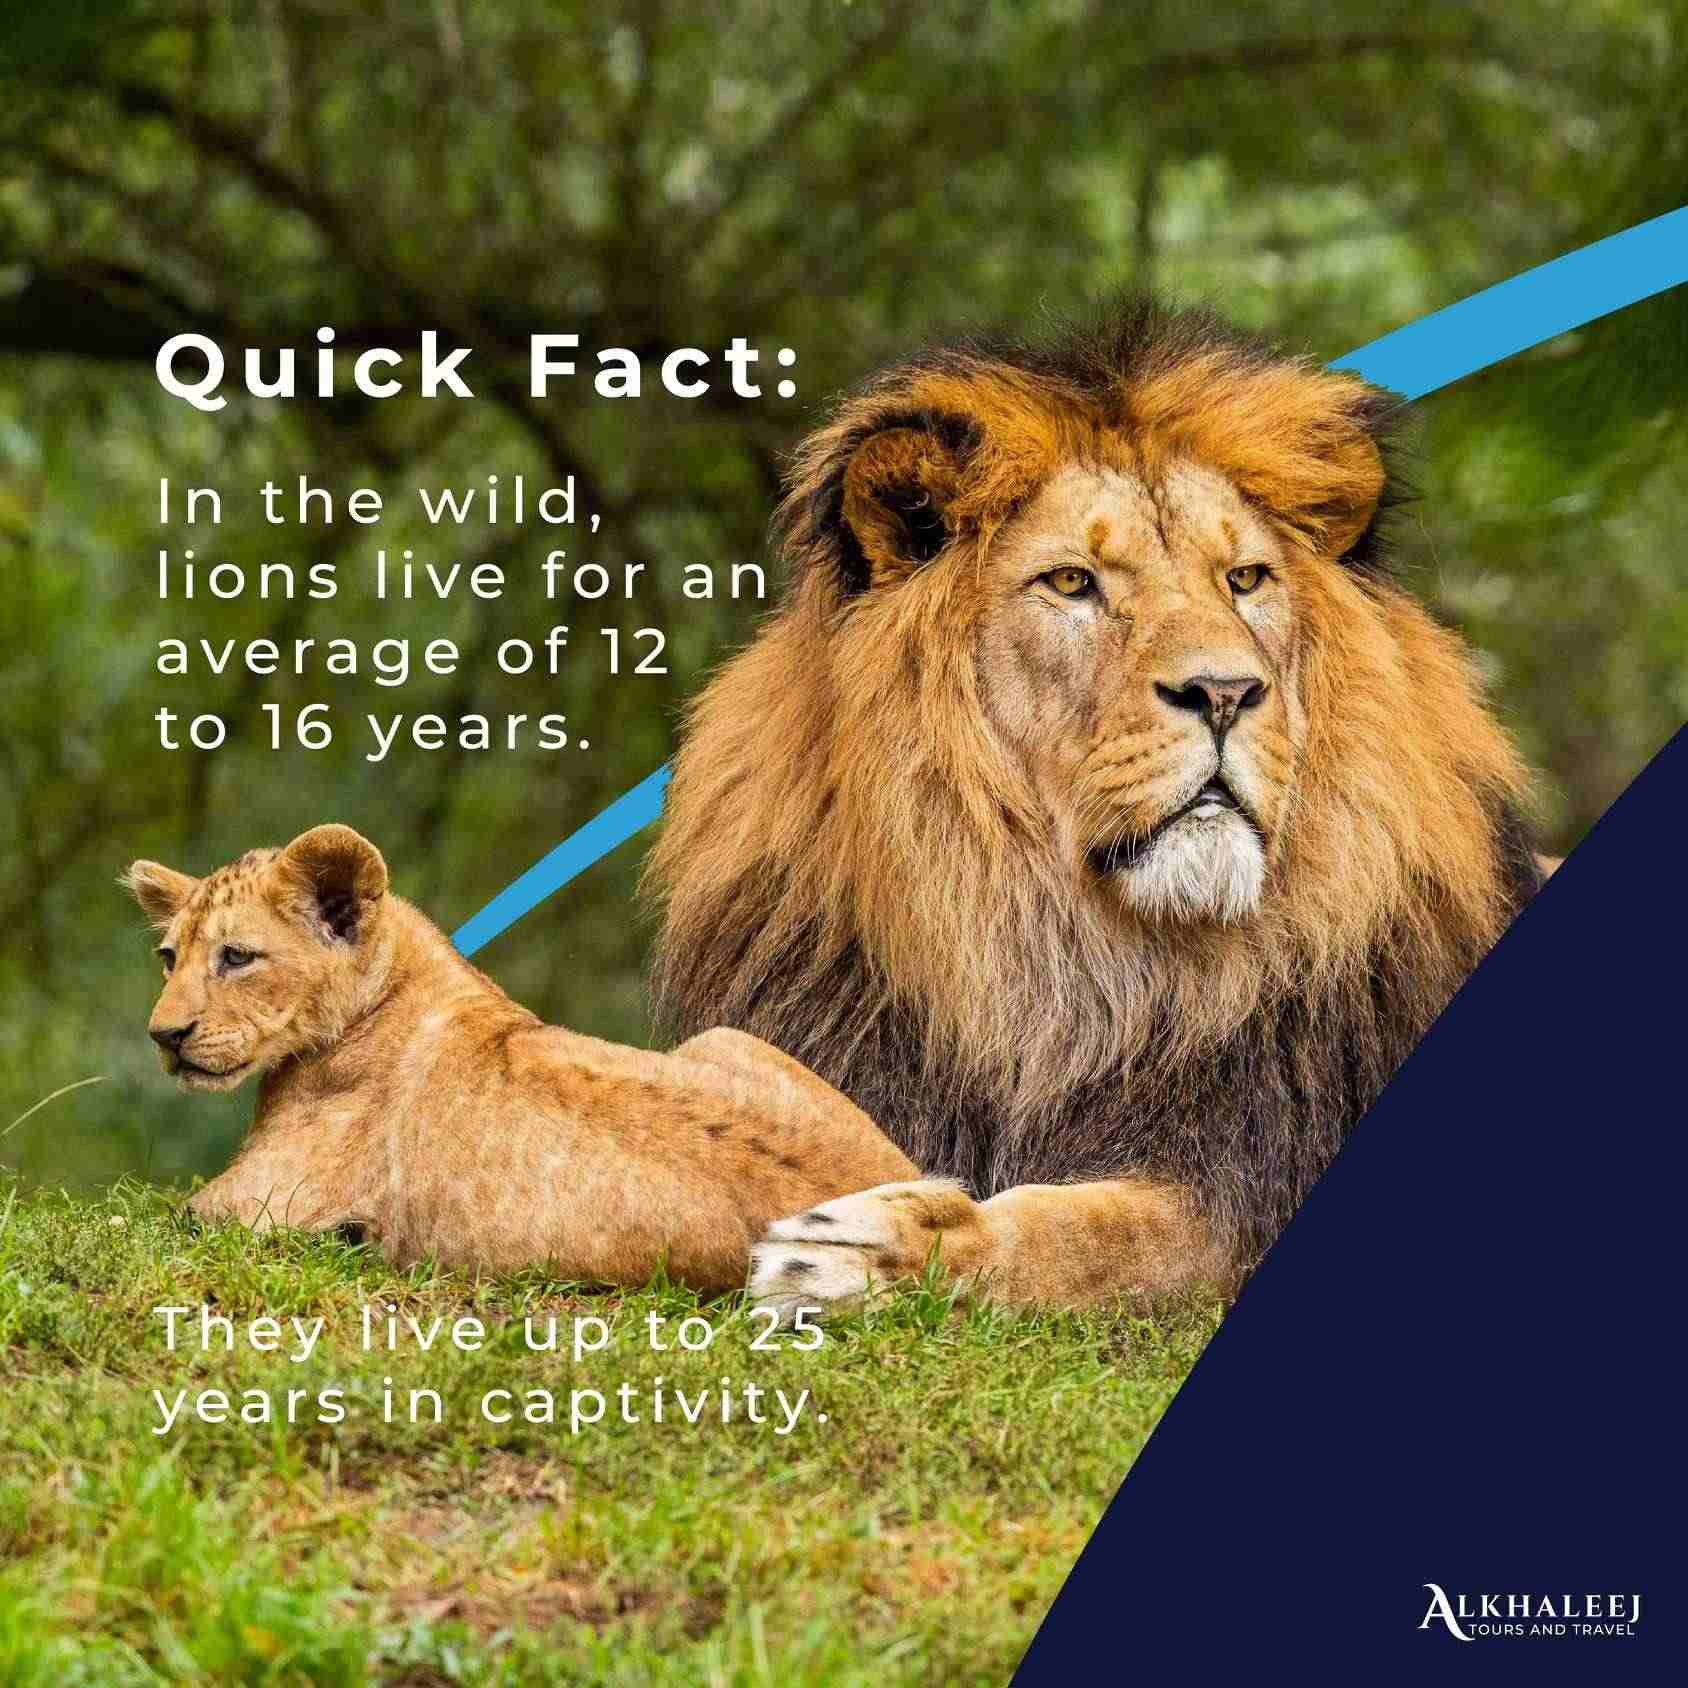 Quick Fact:
In the wild,
lions live for an
average of 12
to 16 years.
They live up to 25
years in captivity.
ALKHALEEJ
TOURS AND TRAVEL